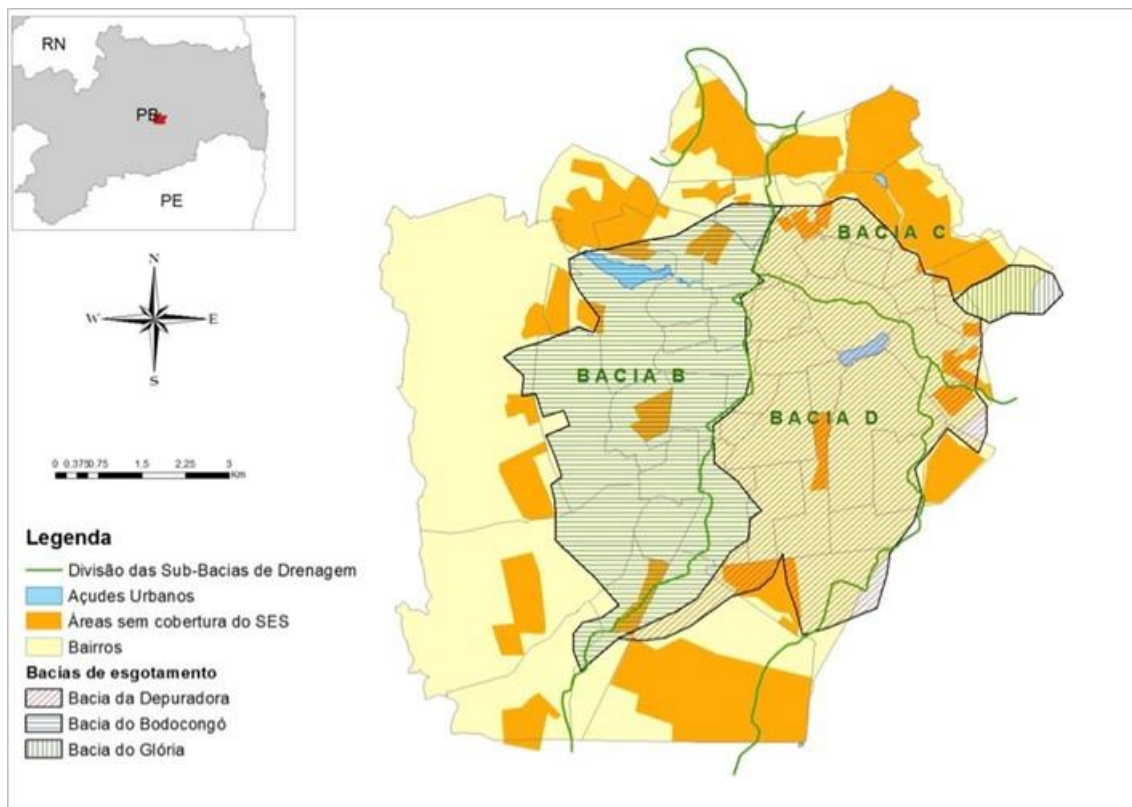 RN
PB
PE
N
W
E
S
0 0.3750.75 1.5 2.25 3
Km
BACIA C
BACIA B
BACIA D
Legenda
Divisão das Sub-Bacias de Drenagem
Açudes Urbanos
Áreas sem cobertura do SES
Bairros
Bacias de esgotamento
Bacia da Depuradora
Bacia do Bodocongó
Bacia do Glória